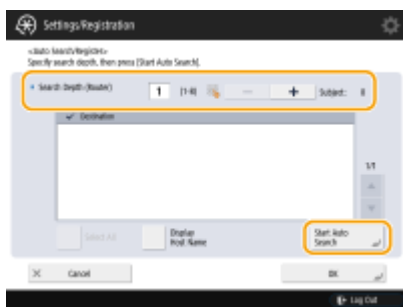 Settings/Registration
<Auto Search/Register>
Specify search depth, then press [Start Auto Search].
Search Depth (Router) 1 (1-8) − + Subject:
Destination
1/1
Select All
Display Host Name
Start Auto Search
Cancel
OK
Log Out